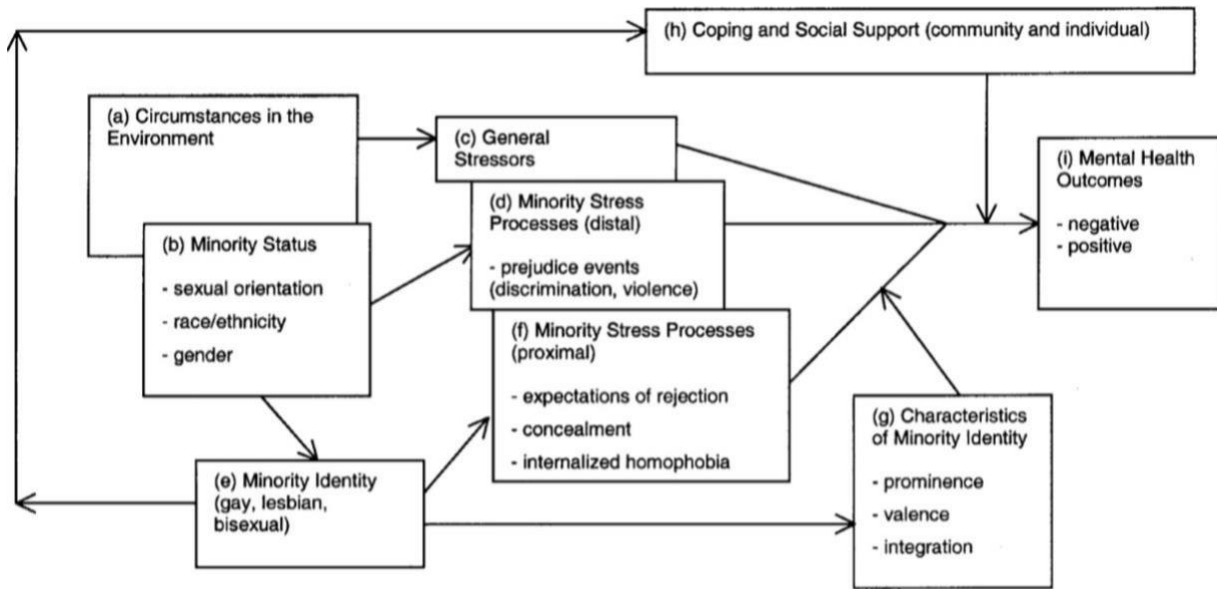 (h) Coping and Social Support (community and individual)
(a) Circumstances in the
Environment
(c) General
Stressors
(i) Mental Health
Outcomes
- negative
- positive
(d) Minority Stress
Processes (distal)
- prejudice events
(discrimination, violence)
(b) Minority Status
- sexual orientation
- race/ethnicity
- gender
(f) Minority Stress Processes
(proximal)
- expectations of rejection
- concealment
- internalized homophobia
(g) Characteristics
of Minority Identity
- prominence
- valence
- integration
(e) Minority Identity
(gay, lesbian,
bisexual)